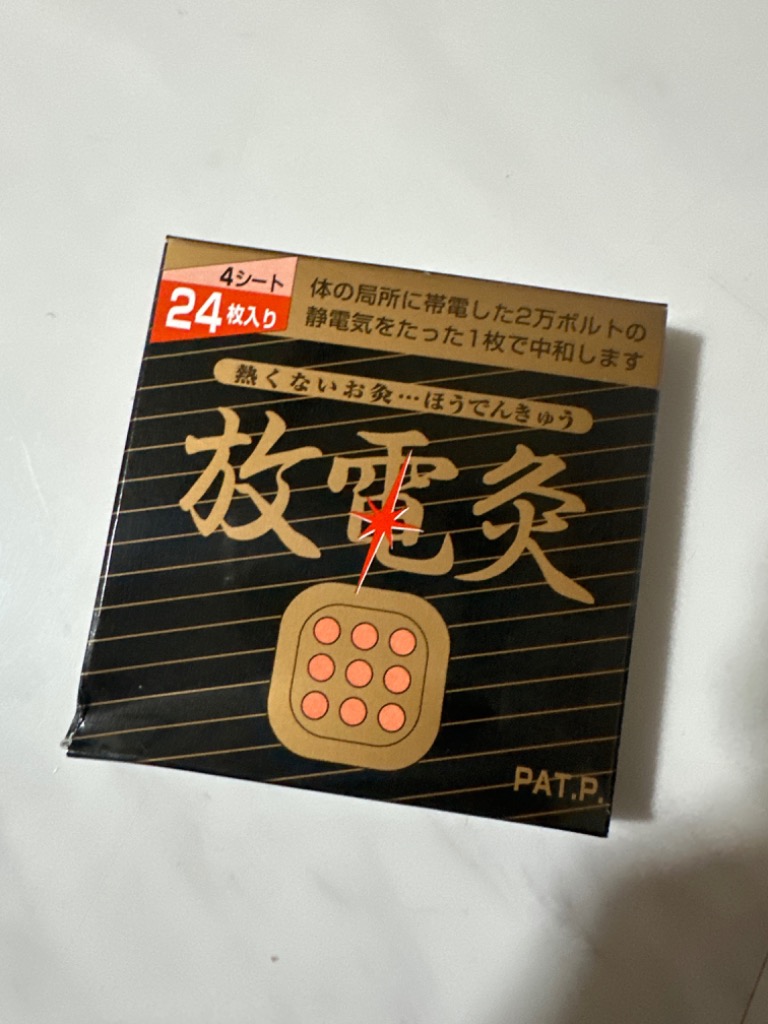 4シート
24枚入り
体の局所に帯電した2万ボルトの
静電気をたった1枚で中和します
熱くないお灸…ほうでんきゅう
放電灸
PAT.P.